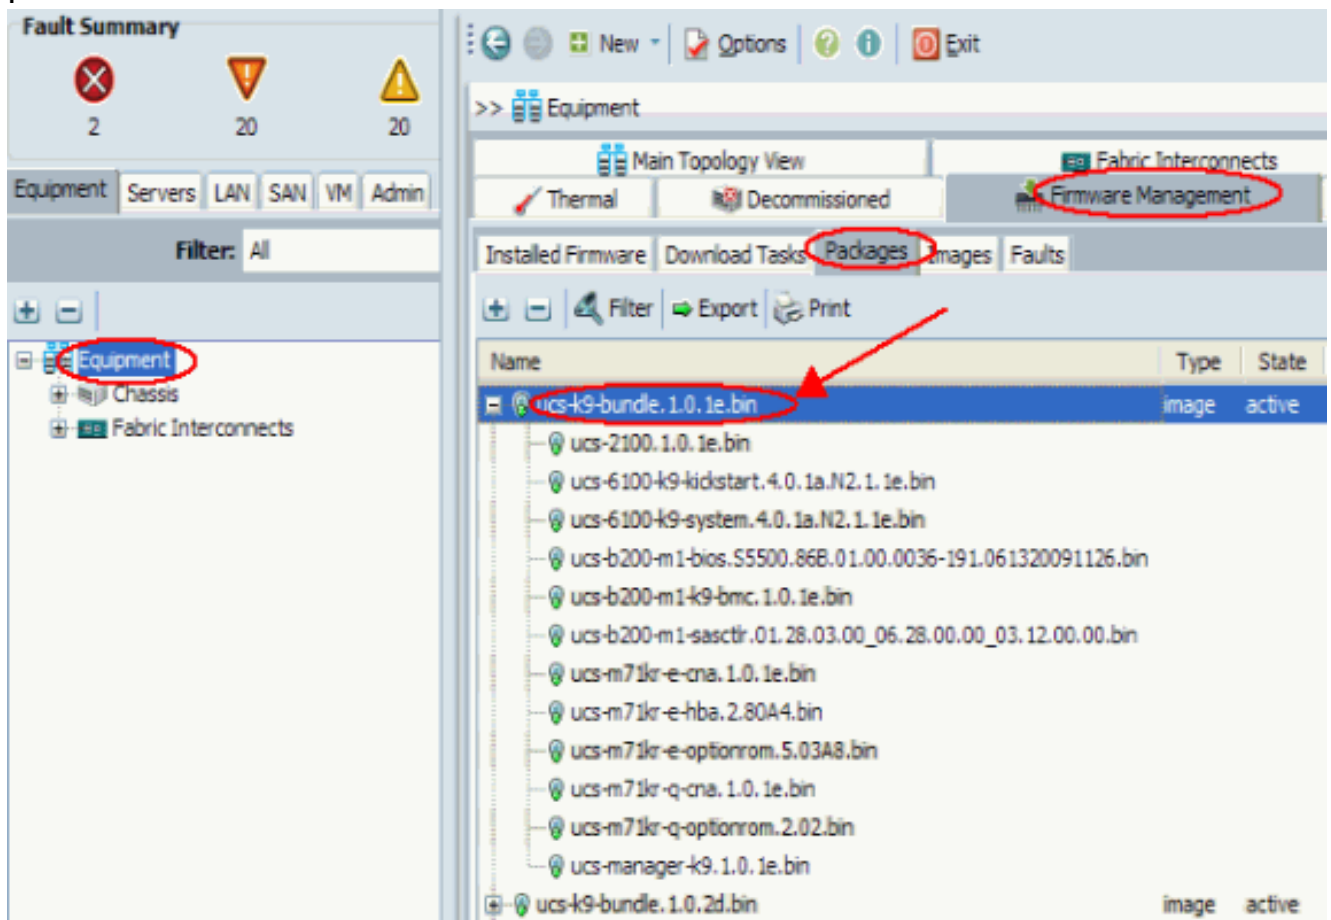 Fault Summary
2 20 20
Equipment Servers LAN SAN VM Admin
Filter: All
Equipment
Chassis
Fabric Interconnects
New Options Exit
>> Equipment
Main Topology View Fabric Interconnects
Thermal Decommissioned Firmware Management
Installed Firmware Download Tasks Packages Images Faults
Filter Export Print
Name Type State
ucs-k9-bundle.1.0.1e.bin image active
ucs-2100.1.0.1e.bin
ucs-6100-k9-kickstart.4.0.1a.N2.1.1e.bin
ucs-6100-k9-system.4.0.1a.N2.1.1e.bin
ucs-b200-m1-bios.S5500.86B.01.00.0036-191.061320091126.bin
ucs-b200-m1-k9-bmc.1.0.1e.bin
ucs-b200-m1-sasctlr.01.28.03.00_06.28.00.00_03.12.00.00.bin
ucs-m71kr-e-cna.1.0.1e.bin
ucs-m71kr-e-hba.2.80A4.bin
ucs-m71kr-e-optionrom.5.03A8.bin
ucs-m71kr-q-cna.1.0.1e.bin
ucs-m71kr-q-optionrom.2.02.bin
ucs-manager-k9.1.0.1e.bin
ucs-k9-bundle.1.0.2d.bin image active